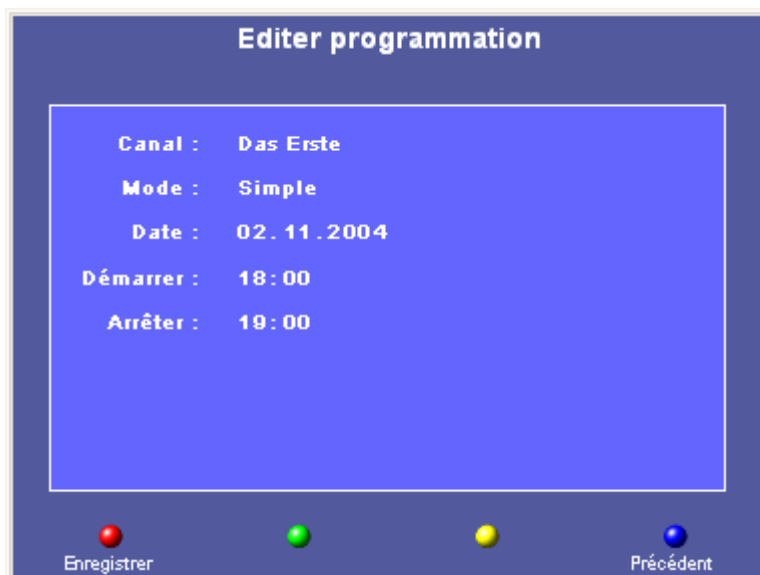 Editer programmation
Canal : Das Erste
Mode : Simple
Date : 02.11.2004
Démarrer : 18:00
Arrêter : 19:00
Enregistrer Précédent